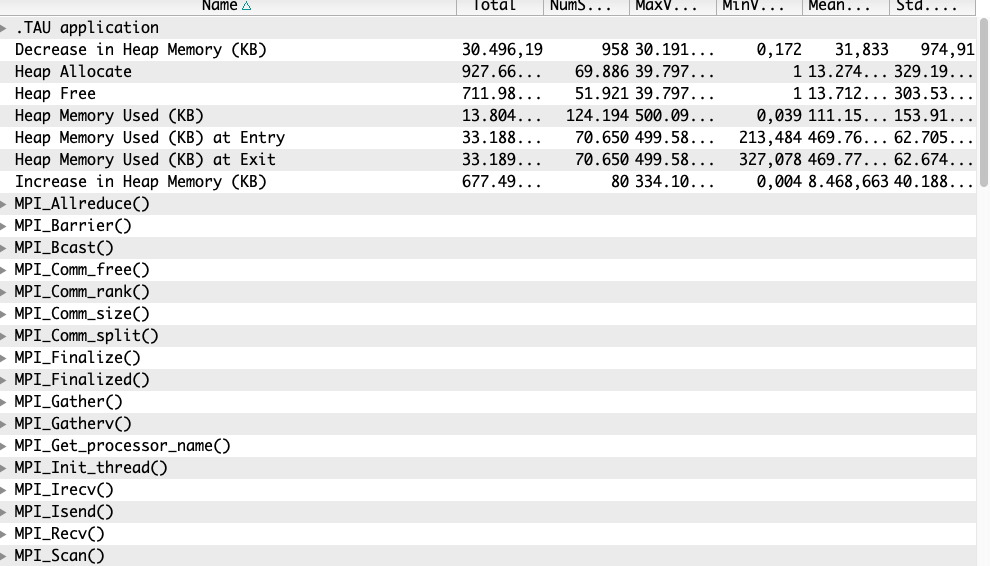 Name Total NumS... MaxV... MinV... Mean... Std....
.TAU application
Decrease in Heap Memory (KB) 30.496,19 958 30.191... 0,172 31,833 974,91
Heap Allocate 927.66... 69.886 39.797... 1 13.274... 329.19...
Heap Free 711.98... 51.921 39.797... 1 13.712... 303.53...
Heap Memory Used (KB) 13.804... 124.194 500.09... 0,039 111.15... 153.91...
Heap Memory Used (KB) at Entry 33.188... 70.650 499.58... 213,484 469.76... 62.705...
Heap Memory Used (KB) at Exit 33.189... 70.650 499.58... 327,078 469.77... 62.674...
Increase in Heap Memory (KB) 677.49... 80 334.10... 0,004 8.468,663 40.188...
MPI_Allreduce()
MPI_Barrier()
MPI_Bcast()
MPI_Comm_free()
MPI_Comm_rank()
MPI_Comm_size()
MPI_Comm_split()
MPI_Finalize()
MPI_Finalized()
MPI_Gather()
MPI_Gatherv()
MPI_Get_processor_name()
MPI_Init_thread()
MPI_Irecv()
MPI_Isend()
MPI_Recv()
MPI_Scan()